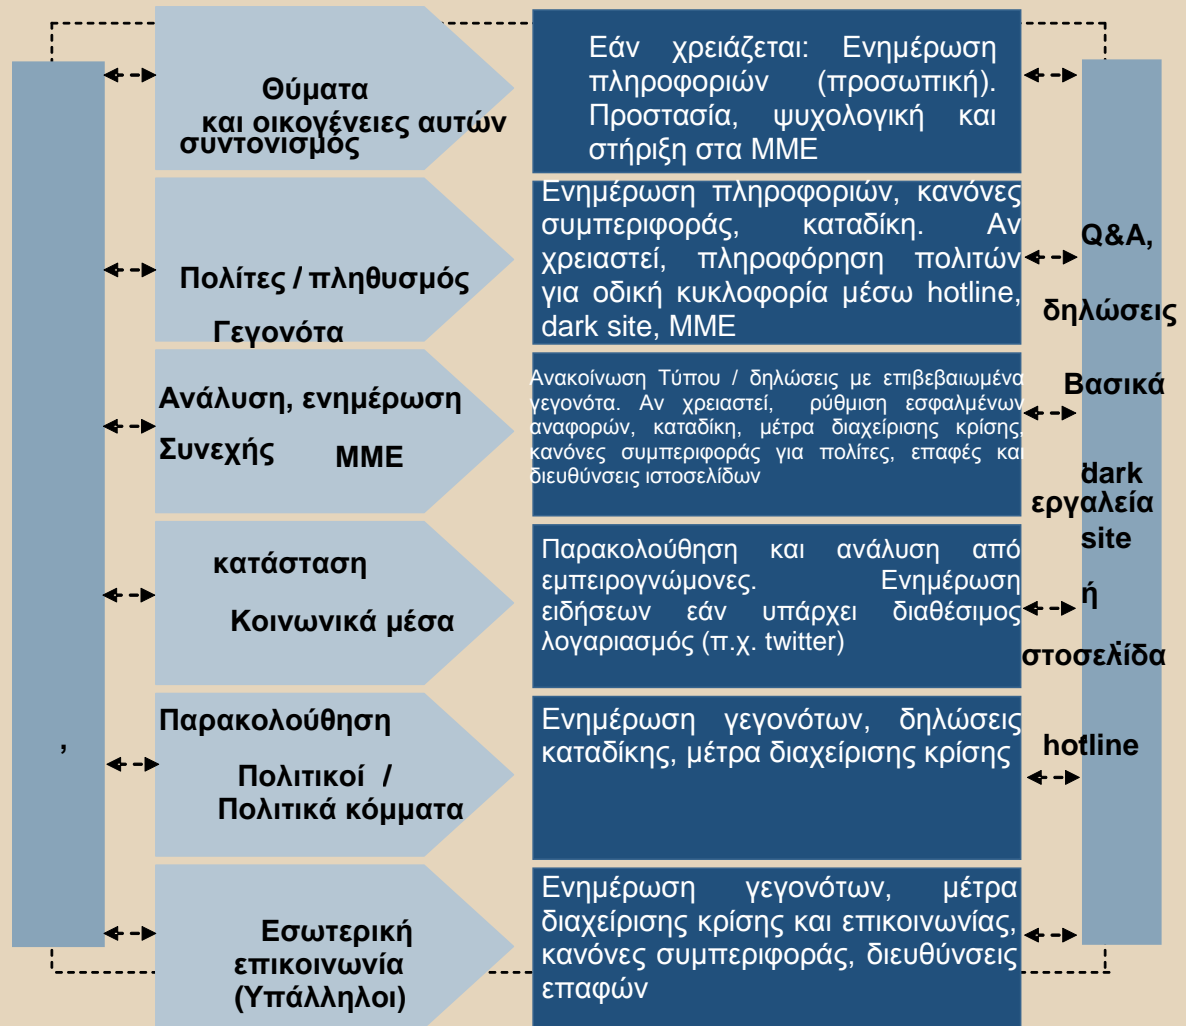 Θύματα
και οικογένειες αυτών
συντονισμός
Εάν χρειάζεται: Ενημέρωση
πληροφοριών (προσωπική).
Προστασία, ψυχολογική και
στήριξη στα ΜΜΕ
Πολίτες / πληθυσμός
Γεγονότα
Ενημέρωση πληροφοριών, κανόνες
συμπεριφοράς, καταδίκη. Αν
χρειαστεί, πληροφόρηση πολιτών
για οδική κυκλοφορία μέσω hotline,
dark site, ΜΜΕ
Ανάλυση, ενημέρωση
Συνεχής
ΜΜΕ
Ανακοίνωση Τύπου / δηλώσεις με επιβεβαιωμένα
γεγονότα. Αν χρειαστεί, ρύθμιση εσφαλμένων
αναφορών, καταδίκη, μέτρα διαχείρισης κρίσης,
κανόνες συμπεριφοράς για πολίτες, επαφές και
διευθύνσεις ιστοσελίδων
κατάσταση
Κοινωνικά μέσα
Παρακολούθηση και ανάλυση από
εμπειρογνώμονες. Ενημέρωση
ειδήσεων εάν υπάρχει διαθέσιμος
λογαριασμός (π.χ. twitter)
Παρακολούθηση
,
Πολιτικοί /
Πολιτικά κόμματα
Ενημέρωση γεγονότων, δηλώσεις
καταδίκης, μέτρα διαχείρισης κρίσης
Εσωτερική
επικοινωνία
(Υπάλληλοι)
Ενημέρωση γεγονότων, μέτρα
διαχείρισης κρίσης και επικοινωνίας,
κανόνες συμπεριφοράς, διευθύνσεις
επαφών
Q&A,
δηλώσεις
Βασικά
dark
εργαλεία
site
ή
στοσελίδα
hotline